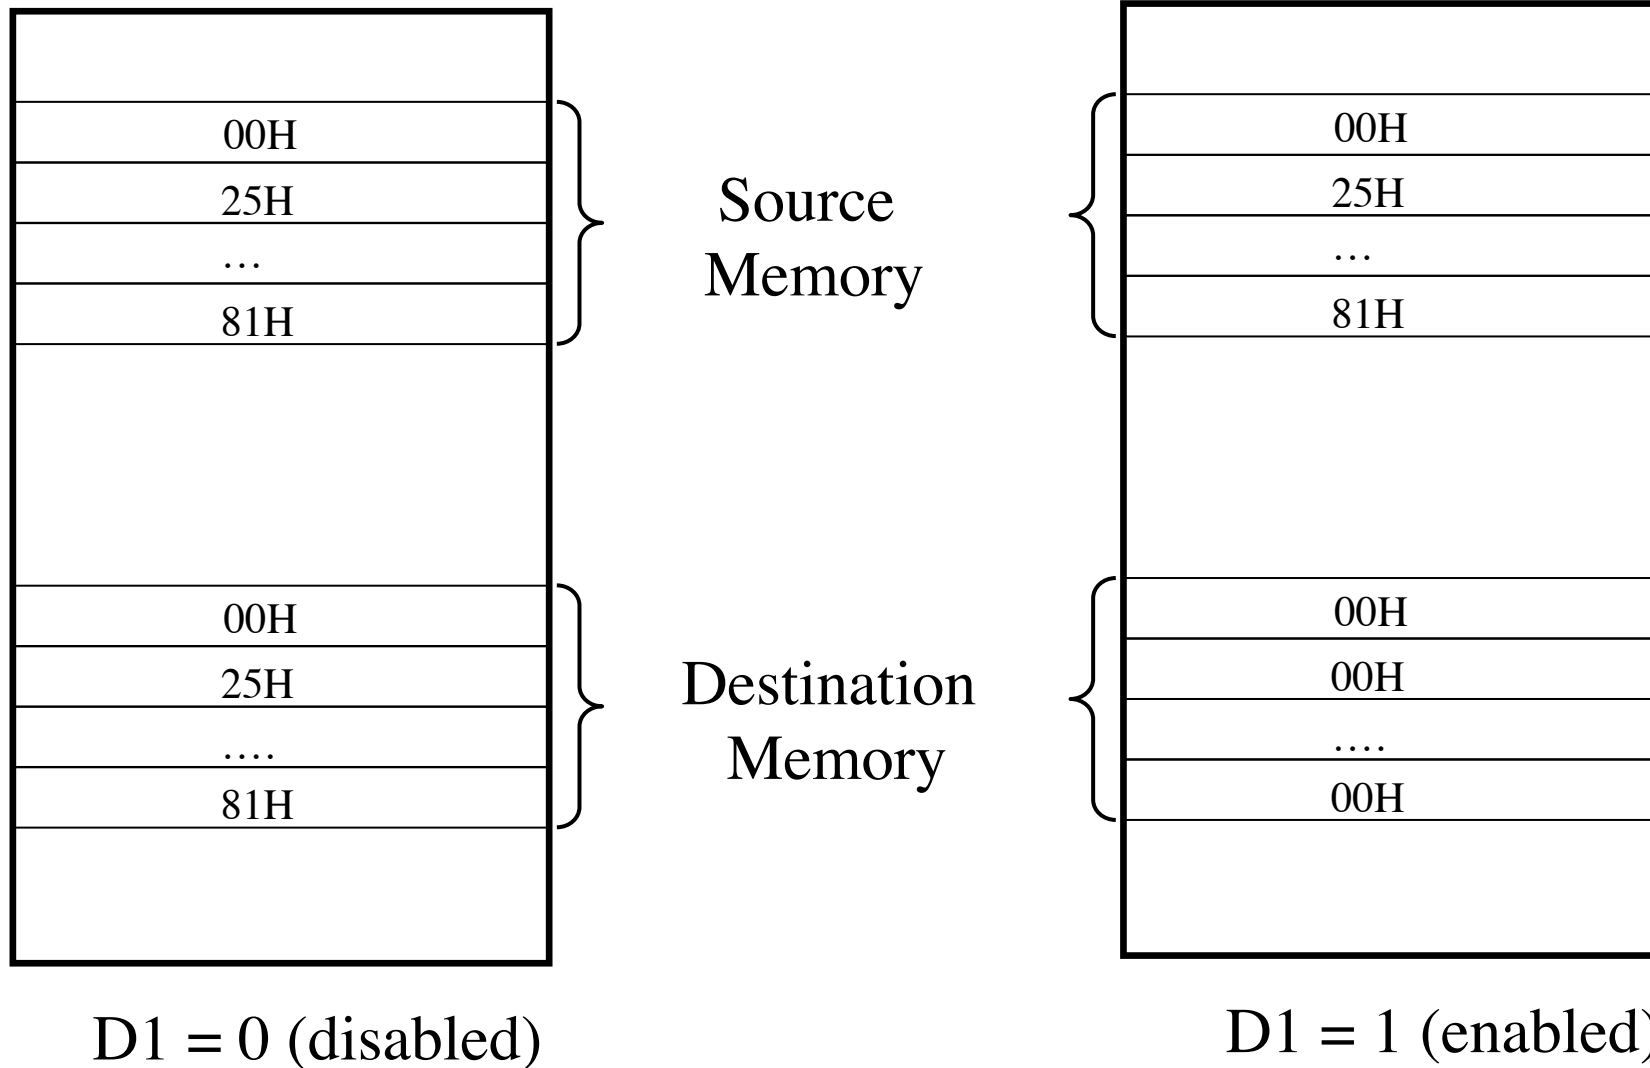 00H
25H
...
81H
00H
25H
....
81H
D1 = 0 (disabled)
Source
Memory
Destination
Memory
00H
25H
...
81H
00H
00H
....
00H
D1 = 1 (enabled)